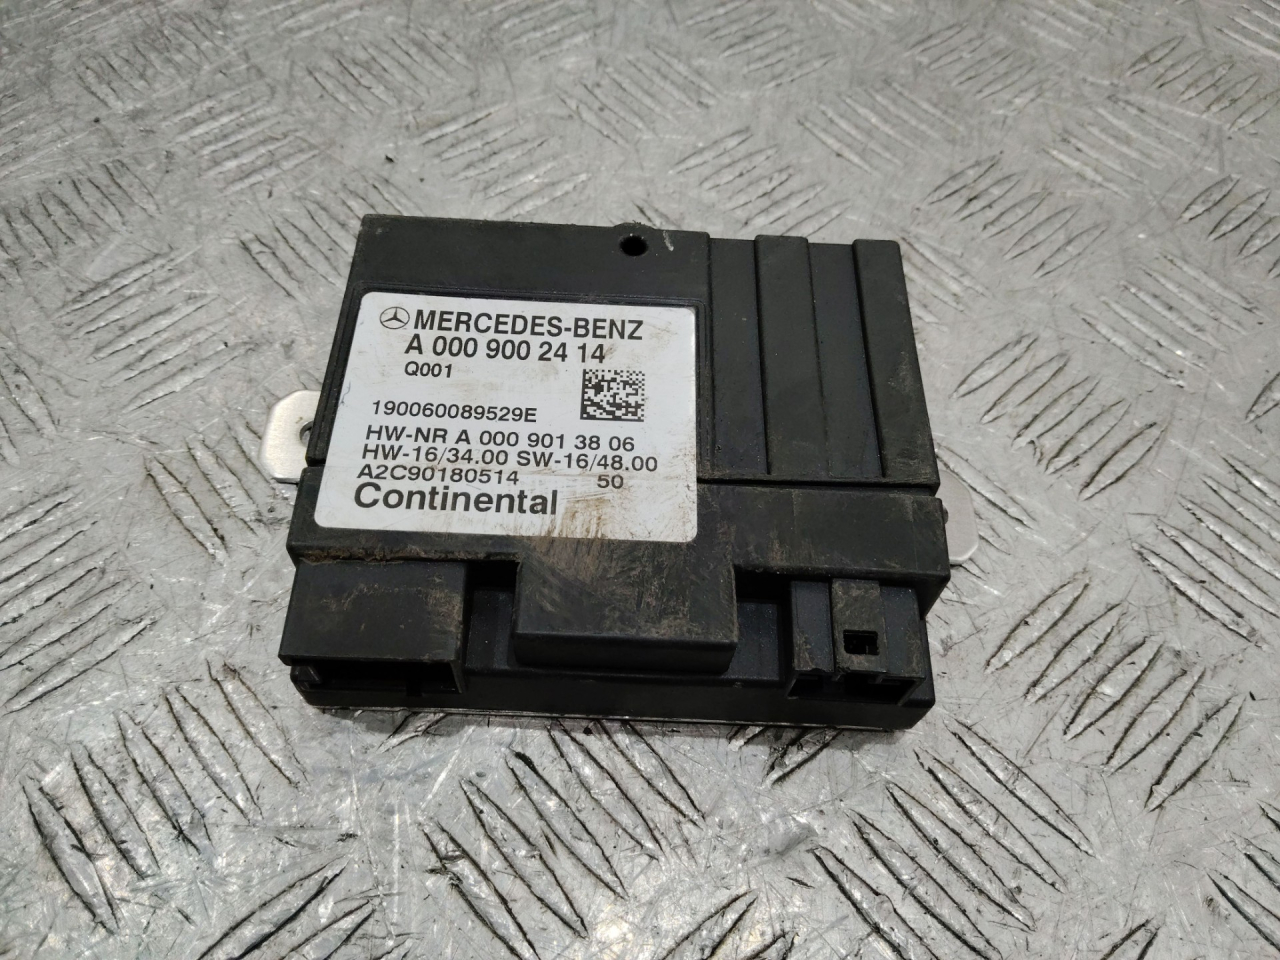 MERCEDES-BENZ
A 000 900 24 14
Q001
190060089529E
HW-NR A 000 901 38 06
HW-16/34.00 SW-16/48.00
A2C90180514 50
Continental